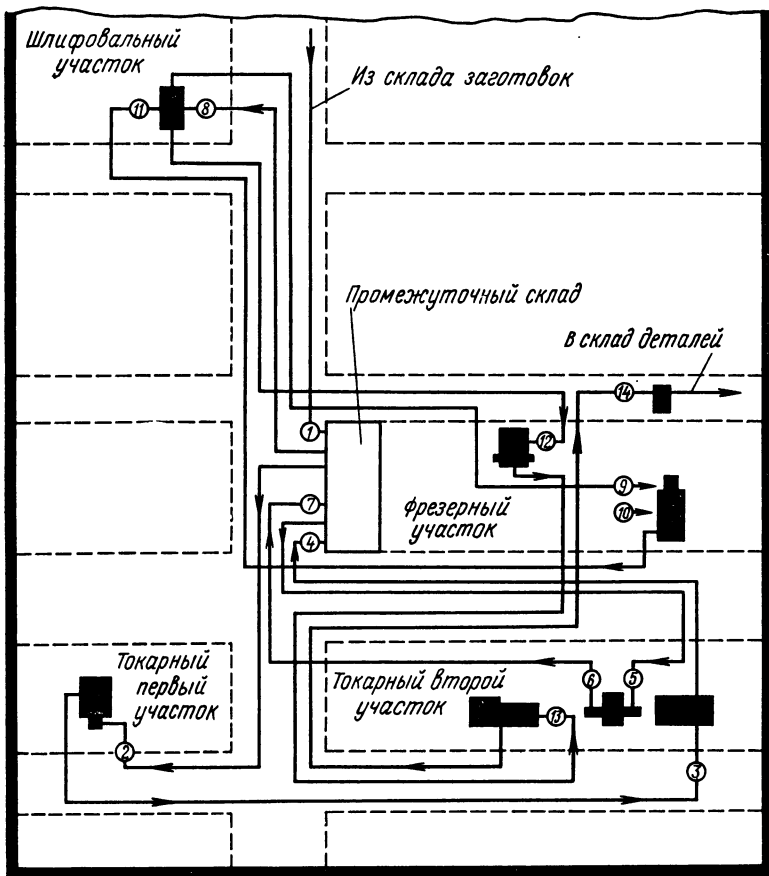 Шлифовальный
участок
Из склада заготовок
11
8
Промежуточный склад
В склад деталей
14
1
12
9
7
10
Фрезерный
участок
4
Токарный
первый
участок
Токарный второй
участок
6
5
13
2
3